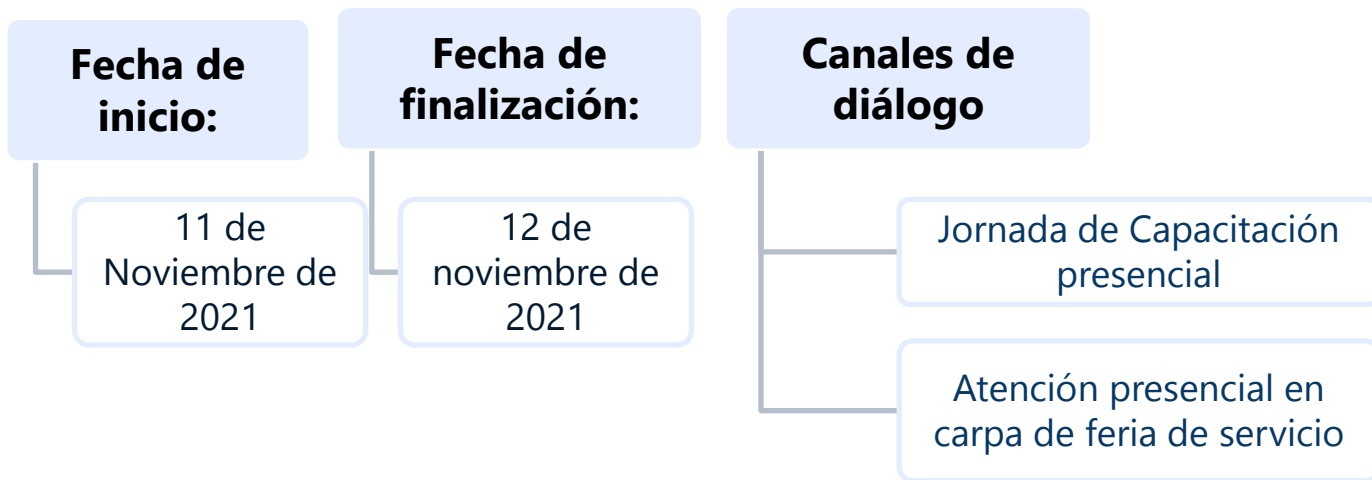 Fecha de
inicio:
11 de
Noviembre de
2021
Fecha de
finalización:
12 de
noviembre de
2021
Canales de
diálogo
Jornada de Capacitación
presencial
Atención presencial en
carpa de feria de servicio